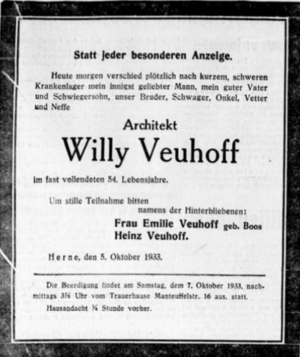 Statt jeder besonderen Anzeige.
Heute morgen verschied plötzlich nach kurzem, schweren
Krankenlager mein innigst geliebter Mann, mein guter Vater
und Schwiegersohn, unser Bruder, Schwager, Onkel, Vetter
und Neffe
Architekt
Willy Veuhoff
im fast vollendeten 54. Lebensjahre.
Um stille Teilnahme bitten
namens der Hinterbliebenen:
Frau Emilie Veuhoff geb. Boos
Heinz Veuhoff.
Herne, den 5. Oktober 1933.
Die Beerdigung findet am Samstag, dem 7. Oktober 1933, nach-
mittags 3¾ Uhr vom Trauerhause Manteuffelstr. 16 aus, statt.
Hausandacht ¼ Stunde vorher.